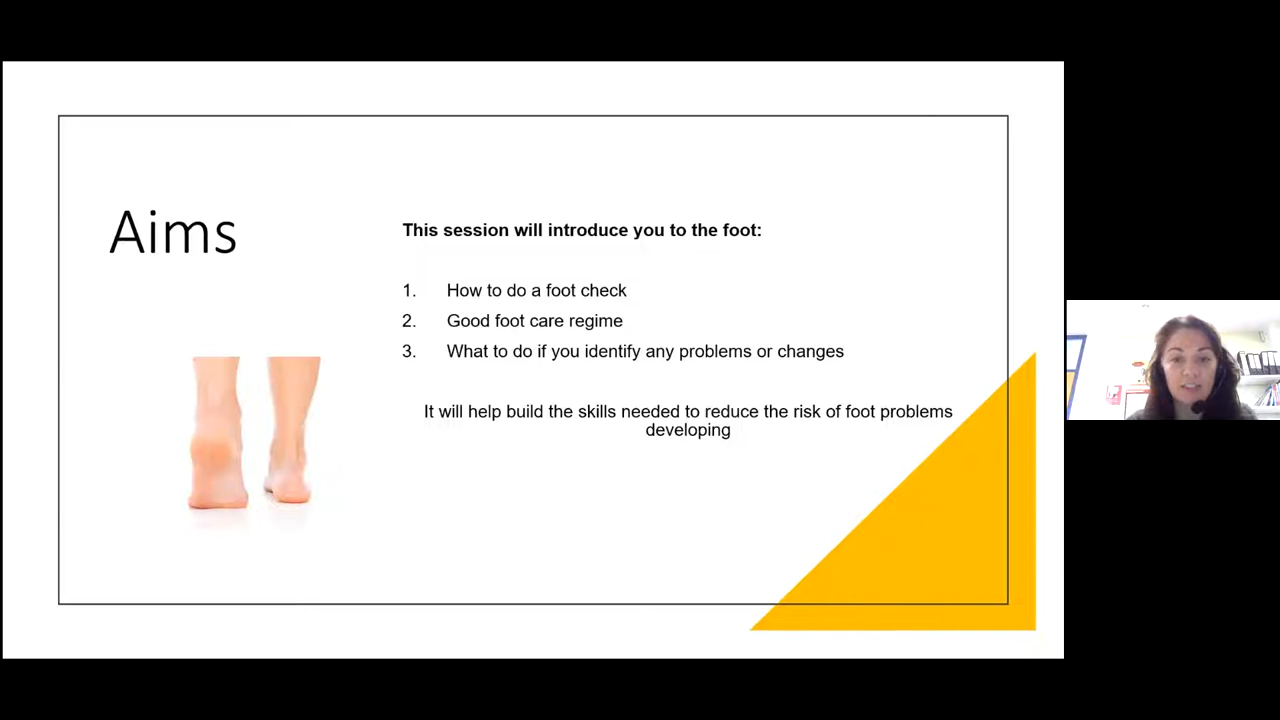 Aims
This session will introduce you to the foot:
1. How to do a foot check
2. Good foot care regime
3. What to do if you identify any problems or changes
It will help build the skills needed to reduce the risk of foot problems
developing